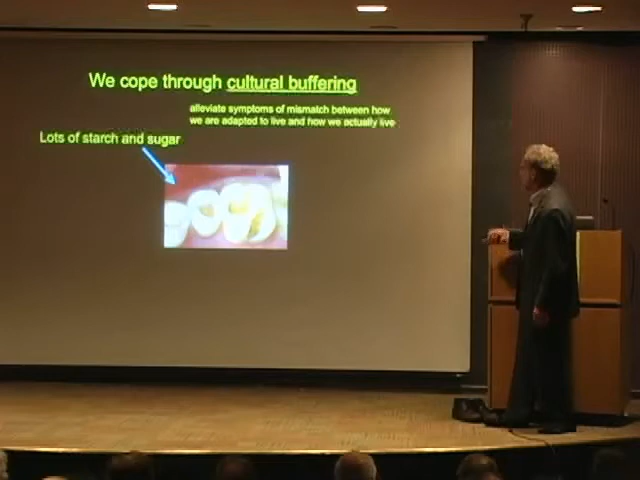 We cope through cultural buffering
alleviate symptoms of mismatch between how
we are adapted to live and how we actually live
Lots of starch and sugar